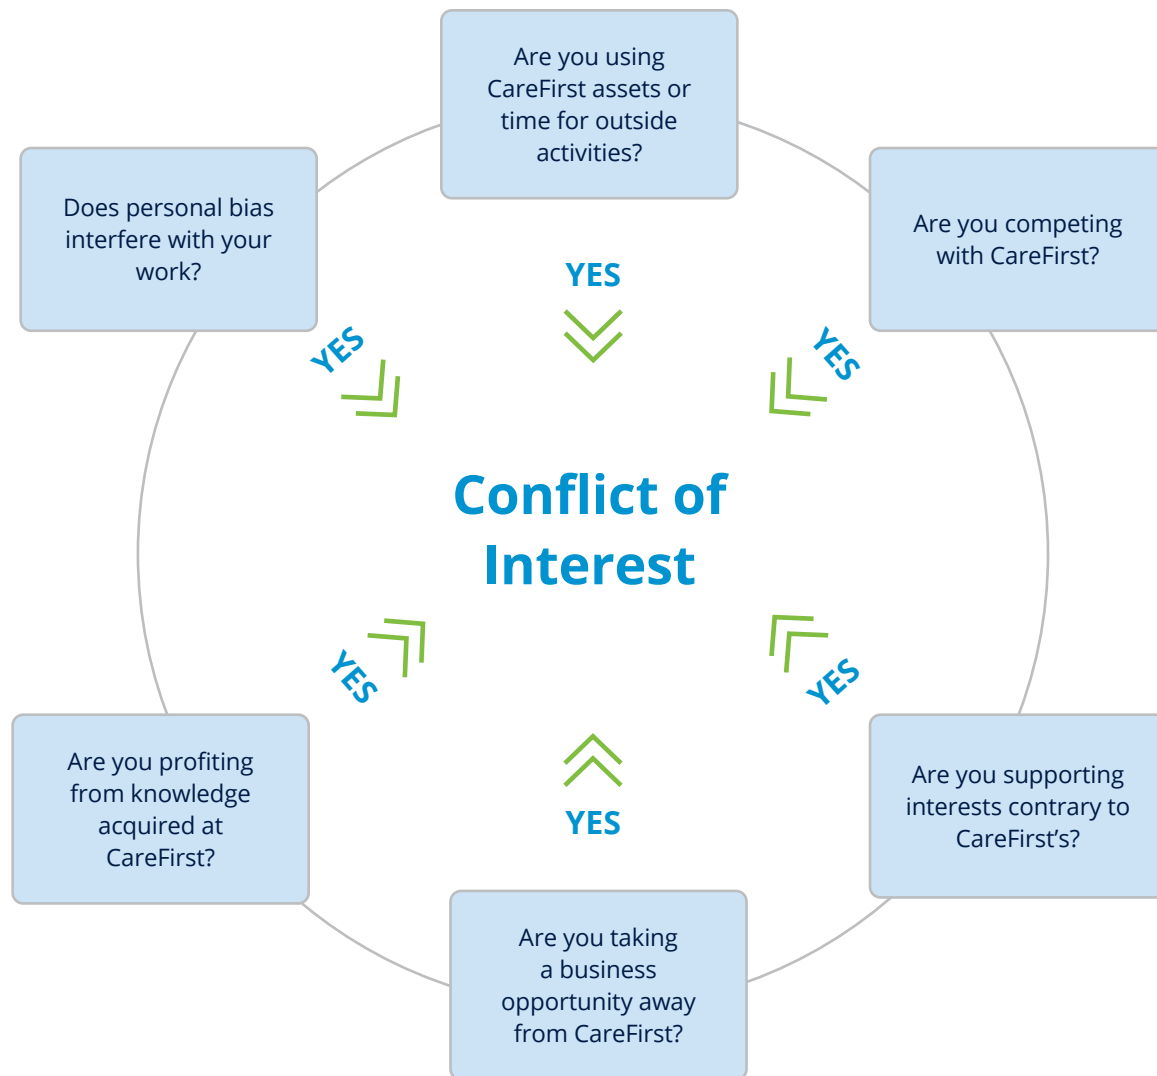 Are you using
CareFirst assets or
time for outside
activities?
Does personal bias
interfere with your
work?
Are you competing
with CareFirst?
YES
YES
YES
Conflict of
Interest
YES
YES
YES
Are you profiting
from knowledge
acquired at
CareFirst?
Are you supporting
interests contrary to
CareFirst’s?
Are you taking
a business
opportunity away
from CareFirst?